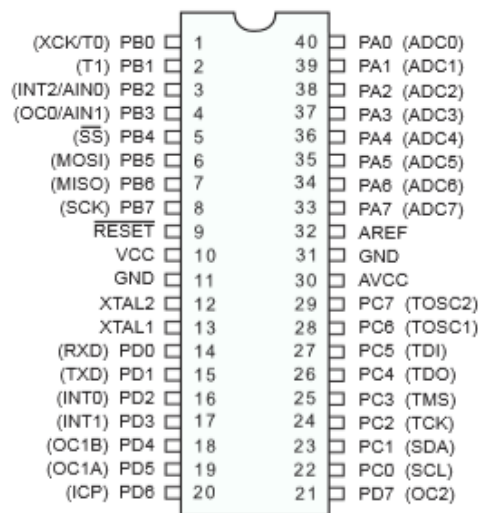 (XCK/T0) PB0 1 40 PA0 (ADC0)
(T1) PB1 2 39 PA1 (ADC1)
(INT2/AIN0) PB2 3 38 PA2 (ADC2)
(OC0/AIN1) PB3 4 37 PA3 (ADC3)
(SS) PB4 5 36 PA4 (ADC4)
(MOSI) PB5 6 35 PA5 (ADC5)
(MISO) PB6 7 34 PA6 (ADC6)
(SCK) PB7 8 33 PA7 (ADC7)
RESET 9 32 AREF
VCC 10 31 GND
GND 11 30 AVCC
XTAL2 12 29 PC7 (TOSC2)
XTAL1 13 28 PC6 (TOSC1)
(RXD) PD0 14 27 PC5 (TDI)
(TXD) PD1 15 26 PC4 (TDO)
(INT0) PD2 16 25 PC3 (TMS)
(INT1) PD3 17 24 PC2 (TCK)
(OC1B) PD4 18 23 PC1 (SDA)
(OC1A) PD5 19 22 PC0 (SCL)
(ICP) PD6 20 21 PD7 (OC2)